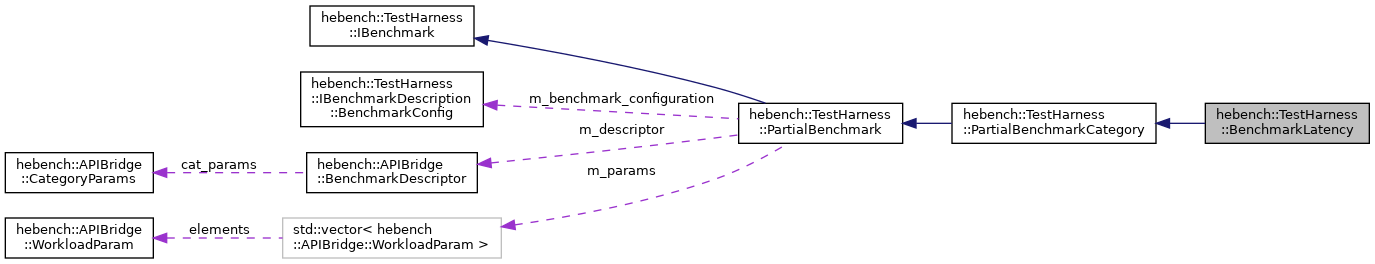 hebench::TestHarness
::IBenchmark
hebench::TestHarness
::IBenchmarkDescription
::BenchmarkConfig
m_benchmark_configuration
hebench::TestHarness
::PartialBenchmark
hebench::TestHarness
::PartialBenchmarkCategory
hebench::TestHarness
::BenchmarkLatency
m_descriptor
hebench::APIBridge
::CategoryParams
cat_params
hebench::APIBridge
::BenchmarkDescriptor
m_params
hebench::APIBridge
::WorkloadParam
elements
std::vector< hebench
::APIBridge::WorkloadParam >